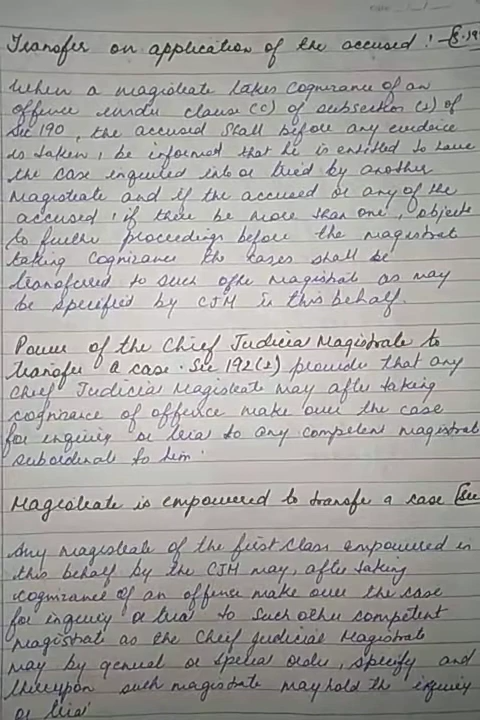 Transfer on application of the accused! - [S.191
When a magistrate takes cognizance of an
offence under clause (c) of subsection (1) of
Sec 190, the accused shall before any evidence
is taken, be informed that he is entitled to have
the case enquired into or tried by another
Magistrate and if the accused or any of the
accused, if there be more than one, objects
to further proceedings before the magistrate
taking cognizance the cases shall be
transferred to such other magistrate as may
be specified by CJM in this behalf.
Power of the Chief Judicial Magistrate to
transfer a case. Sec 192(1) provide that any
Chief Judicial Magistrate may after taking
cognizance of offence make over the case
for inquiry or trial to any competent magistrate
subordinate to him.
Magistrate is empowered to transfer a case [Sec
Any magistrate of the first class empowered in
this behalf by the CJM may, after taking
cognizance of an offense make over the case
for inquiry or trial to such other competent
magistrate as the Chief Judicial Magistrate
may by general or special order, specify and
thereupon such magistrate may hold the inquiry
or trial.